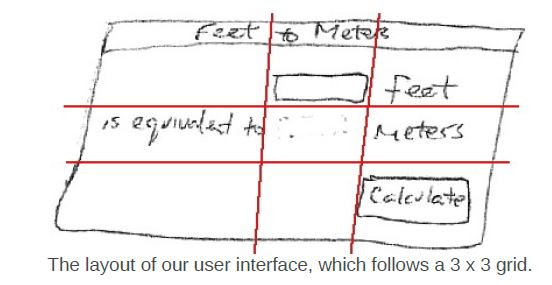 Feet to Meters
feet
is equivalent to
Meters
Calculate
The layout of our user interface, which follows a 3 x 3 grid.